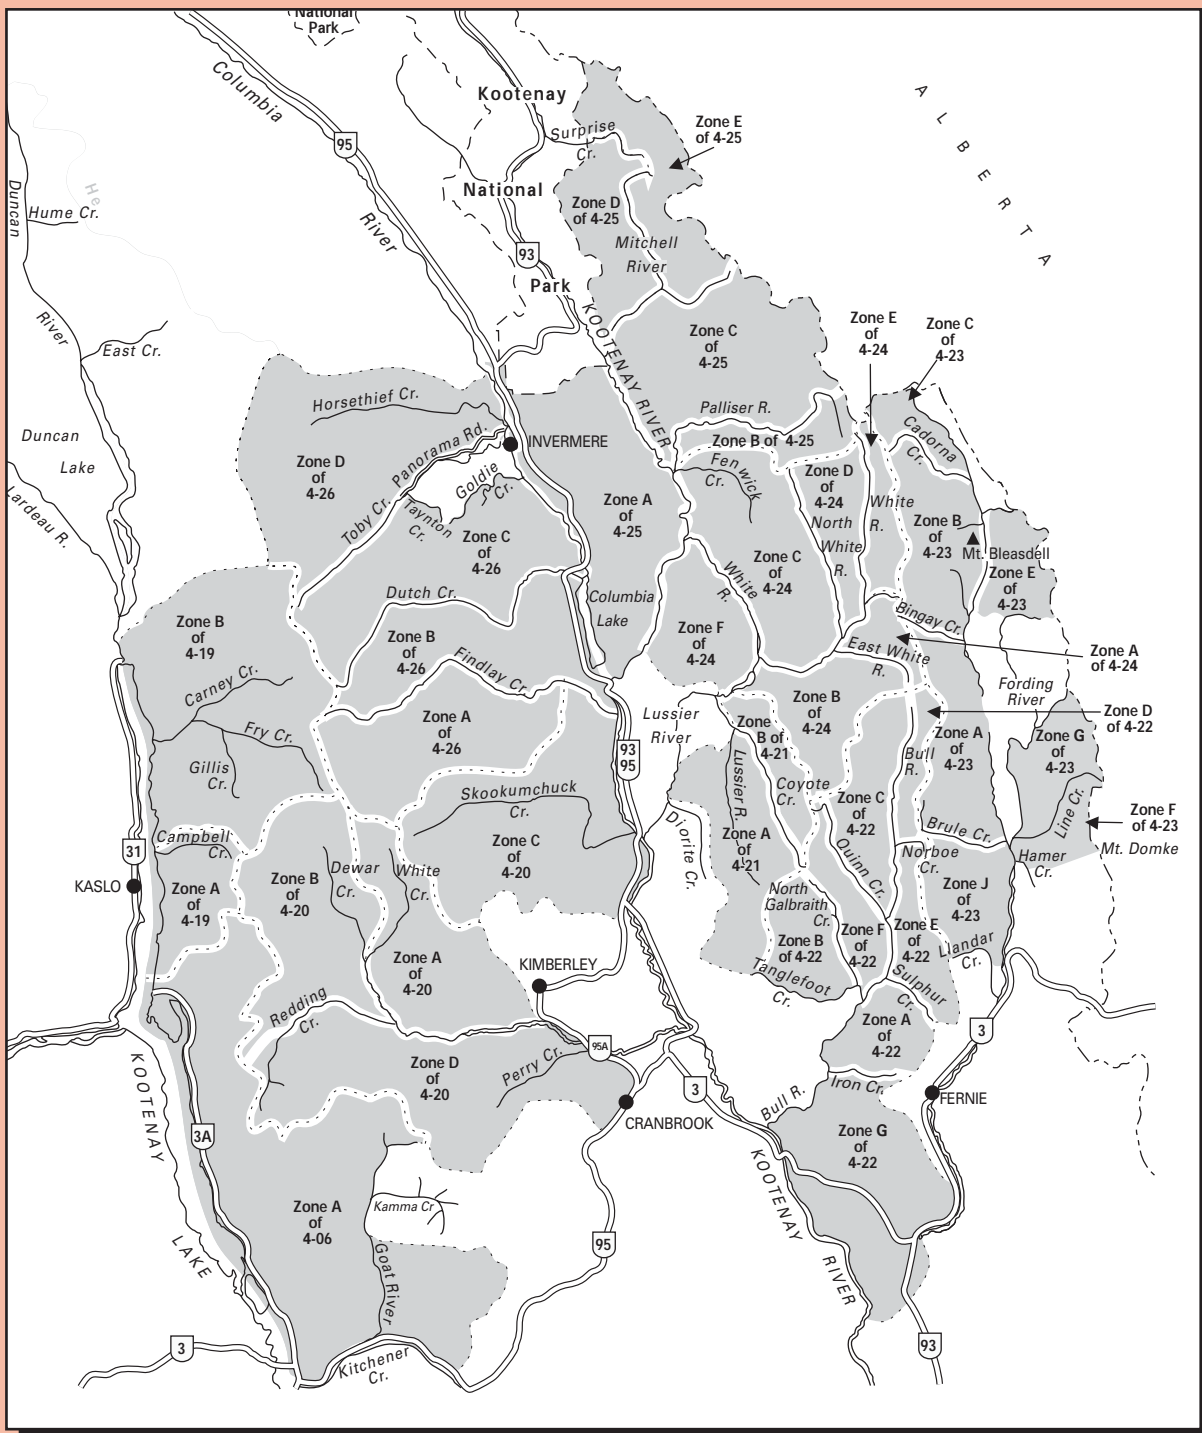 National
Park
Columbia
River
95
Kootenay
National
Park
93
Surprise
Cr.
Zone E
of 4-25
ALBERTA
Zone D
of 4-25
Mitchell
River
KOOTENAY RIVER
Zone C
of
4-25
Zone E
of
4-24
Zone C
of
4-23
Duncan
Hume Cr.
He
River
East Cr.
Duncan
Lake
Lardeau R.
Horsethief Cr.
Panorama Rd.
INVERMERE
Zone D
of
4-26
Toby Cr.
Taynton
Cr.
Goldie
Cr.
Zone C
of
4-26
Zone A
of
4-25
Palliser R.
Zone B of 4-25
Fenwick
Cr.
Zone D
of
4-24
Cadorna
Cr.
White
R.
North
White
R.
Zone B
of
4-23
Mt. Bleasdell
Zone E
of
4-23
Zone C
of
4-24
White
R.
Dutch Cr.
Columbia
Lake
Zone B
of
4-19
Zone B
of
4-26
Findlay Cr.
Zone F
of
4-24
Bingay Cr.
East White
R.
Zone A
of 4-24
Carney Cr.
Fry Cr.
Gillis
Cr.
Zone A
of
4-26
Lussier
River
93
95
Zone B
of
4-24
Zone
B of
4-21
Fording
River
Zone D
of 4-22
Zone A
of
4-23
Zone G
of
4-23
Bull
R.
Lussier R.
Coyote
Cr.
Skookumchuck
Cr.
Zone C
of
4-22
Line Cr.
Zone F
of 4-23
Mt. Domke
Campbell
Cr.
31
KASLO
Zone A
of
4-19
Zone B
of
4-20
Dewar
Cr.
White
Cr.
Zone C
of
4-20
Diorite Cr.
Zone A
of
4-21
Quinn Cr.
Brule Cr.
Norboe
Cr.
Hamer
Cr.
Zone J
of
4-23
North
Galbraith
Cr.
Zone B
of 4-22
Zone F
of
4-22
Zone E
of
4-22
Llandar
Cr.
Tanglefoot
Cr.
Sulphur
Cr.
Zone A
of
4-20
KIMBERLEY
Redding
Cr.
Zone D
of
4-20
Perry Cr.
95A
3
CRANBROOK
Zone A
of
4-22
3
Iron Cr.
Bull R.
FERNIE
Zone G
of
4-22
KOOTENAY
LAKE
3A
Zone A
of
4-06
Kamma Cr
Goat River
95
KOOTENAY
RIVER
3
Kitchener
Cr.
93